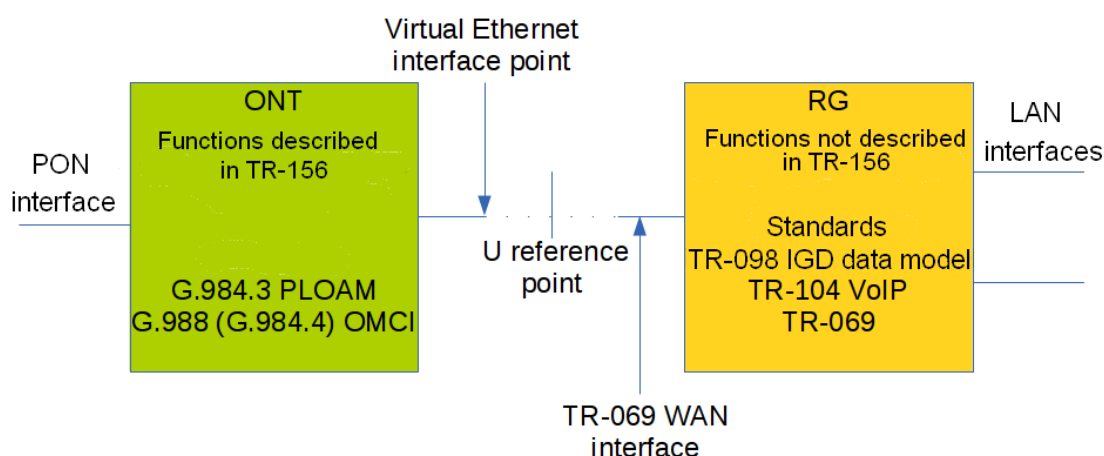 Virtual Ethernet
interface point
ONT
Functions described
in TR-156
G.984.3 PLOAM
G.988 (G.984.4) OMCI
PON
interface
U reference
point
TR-069 WAN
interface
RG
Functions not described
in TR-156
Standards
TR-098 IGD data model
TR-104 VoIP
TR-069
LAN
interfaces